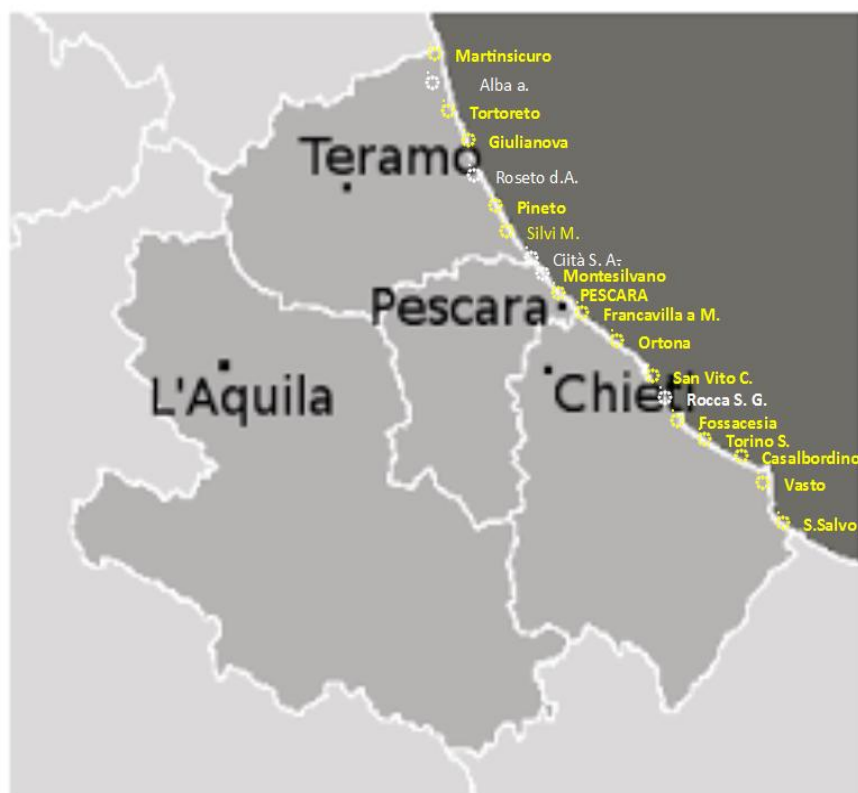 Martinsicuro
Alba a.
Tortoreto
Giulianova
Teramo
Roseto d.A.
Pineto
Silvi M.
Ciità S. A.
Montesilvano
PESCARA
Pescara
Francavilla a M.
Ortona
San Vito C.
L'Aquila
Chieti
Rocca S. G.
Fossacesia
Torino S.
Casalbordino
Vasto
S.Salvo